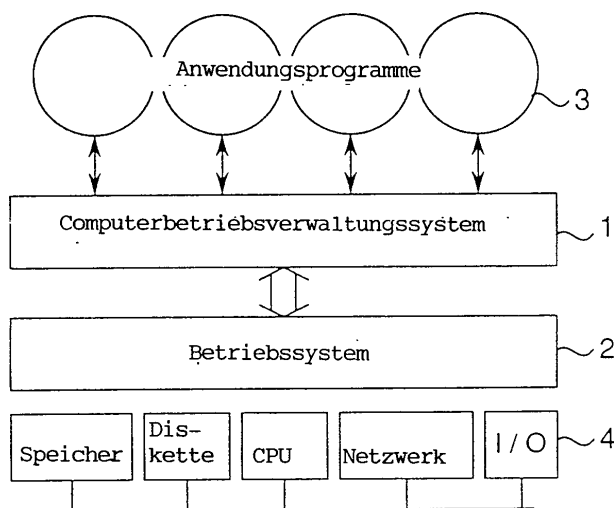 Anwendungsprogramme
3
Computerbetriebsverwaltungssystem
1
Betriebssystem
2
Speicher
Dis-
kette
CPU
Netzwerk
I/O
4